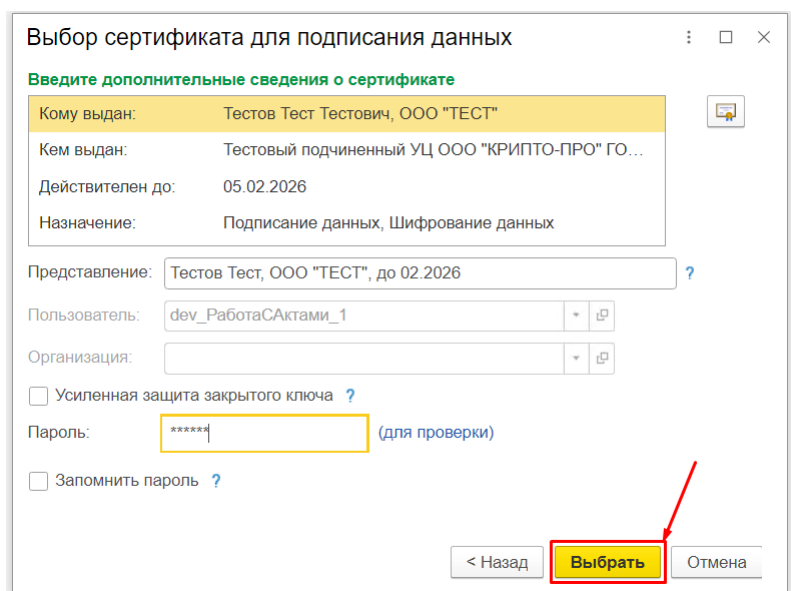 Выбор сертификата для подписания данных
Введите дополнительные сведения о сертификате
Кому выдан: Тестов Тест Тестович, ООО "ТЕСТ"
Кем выдан: Тестовый подчиненный УЦ ООО "КРИПТО-ПРО" ГО...
Действителен до: 05.02.2026
Назначение: Подписание данных, Шифрование данных
Представление: Тестов Тест, ООО "ТЕСТ", до 02.2026 ?
Пользователь: dev_РаботаСАктами_1
Организация:
Усиленная защита закрытого ключа ?
Пароль: ****** (для проверки)
Запомнить пароль ?
< Назад Выбрать Отмена